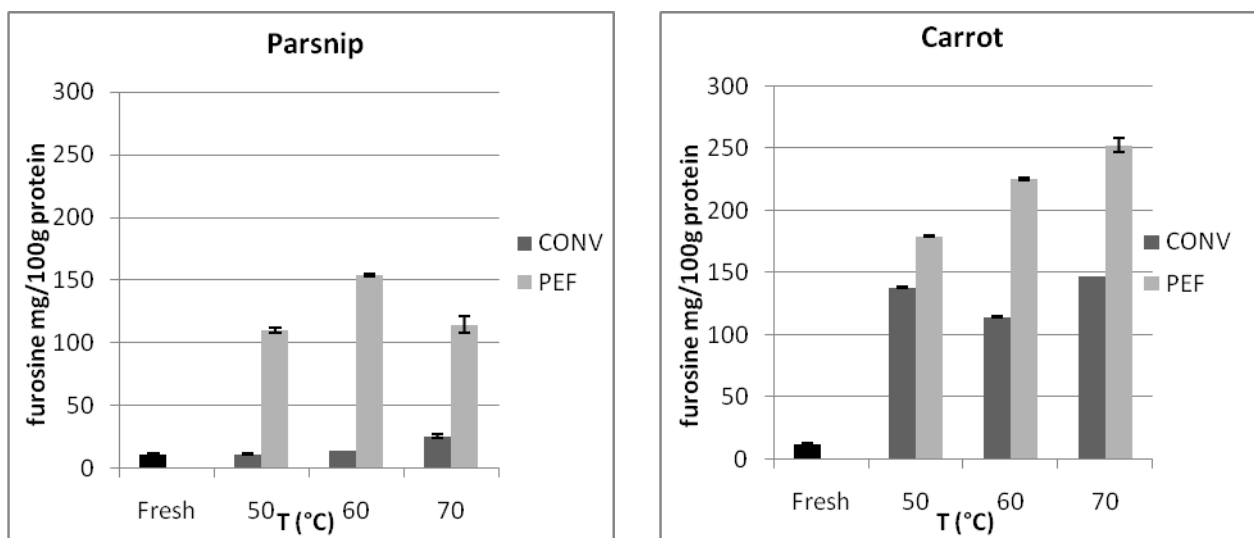 Parsnip
furosine mg/100g protein
300
250
200
150
100
50
0
Fresh 50 60 70
T (°C)
CONV
PEF
Carrot
furosine mg/100g protein
300
250
200
150
100
50
0
Fresh 50 60 70
T (°C)
CONV
PEF